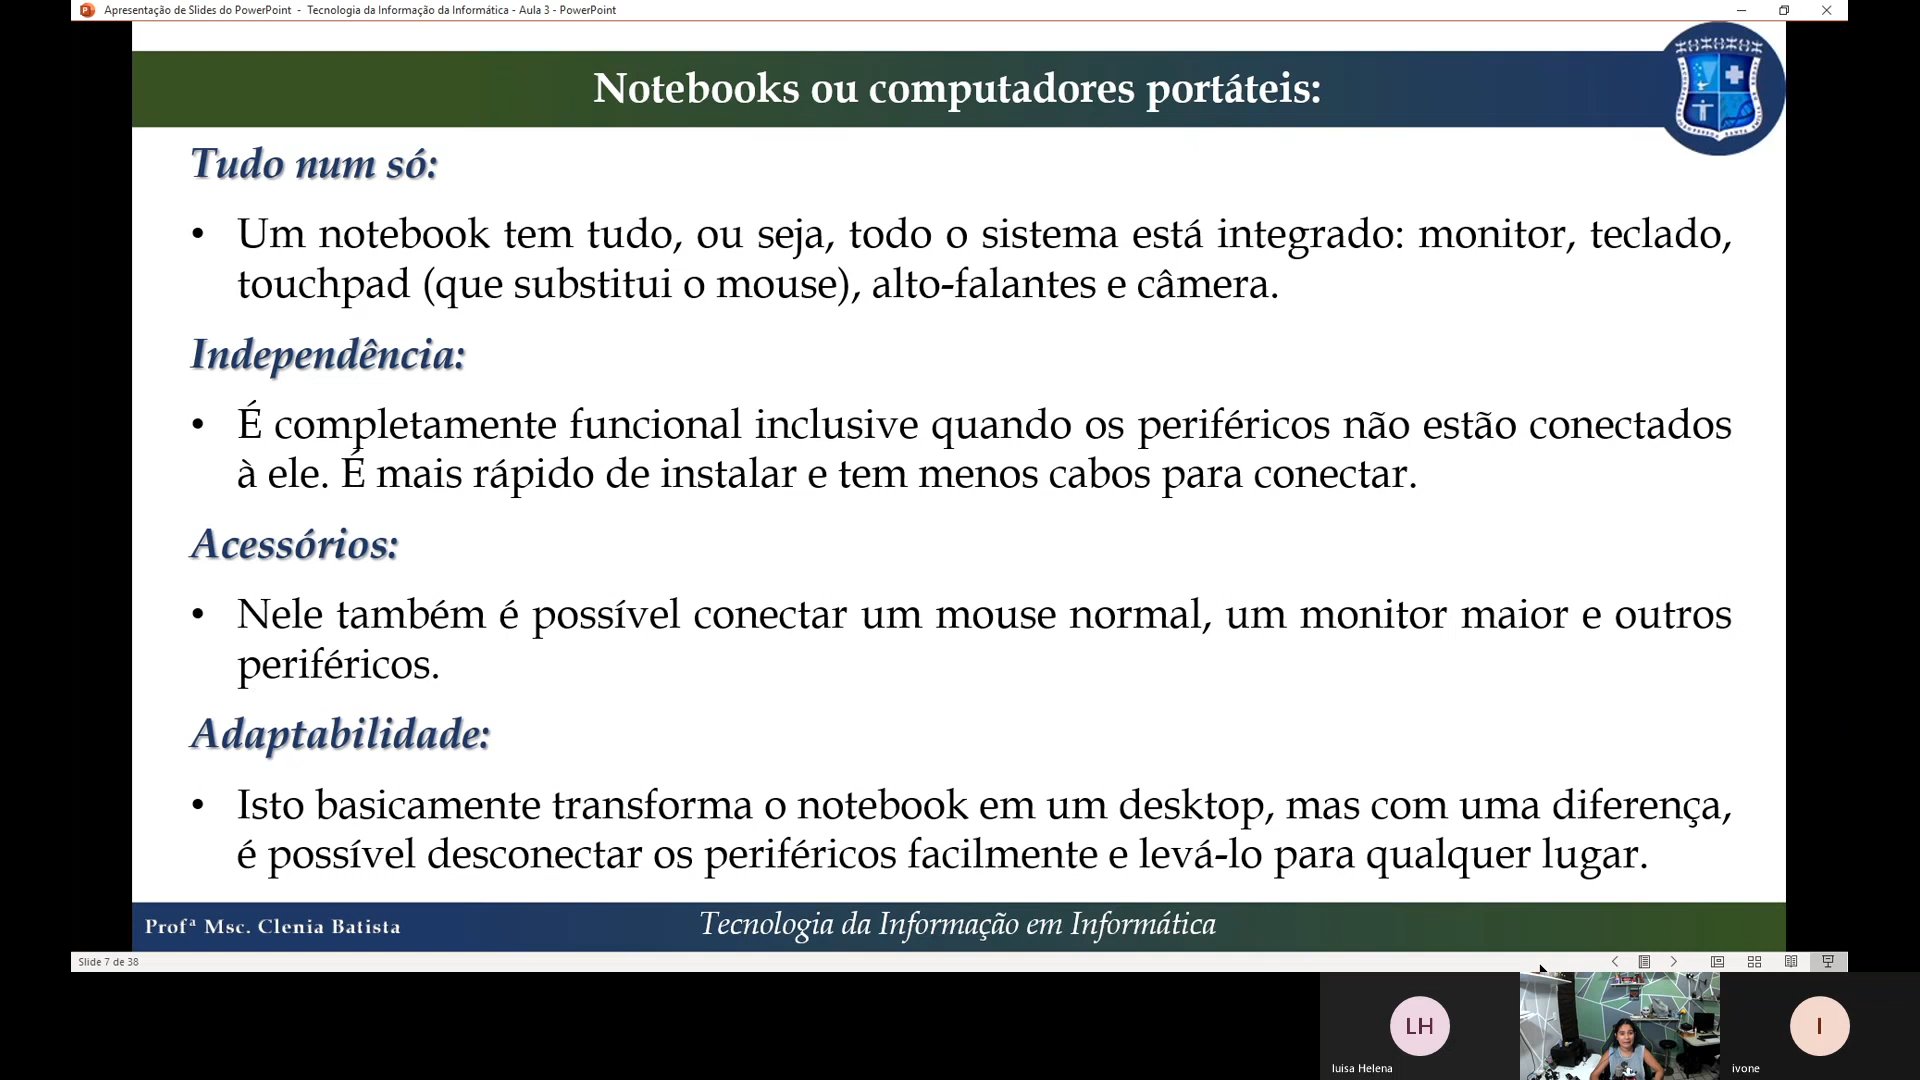 Apresentação de Slides do PowerPoint - Tecnologia da Informação da Informática - Aula 3 - PowerPoint
Notebooks ou computadores portáteis:
Tudo num só:
• Um notebook tem tudo, ou seja, todo o sistema está integrado: monitor, teclado,
touchpad (que substitui o mouse), alto-falantes e câmera.
Independência:
• É completamente funcional inclusive quando os periféricos não estão conectados
à ele. É mais rápido de instalar e tem menos cabos para conectar.
Acessórios:
• Nele também é possível conectar um mouse normal, um monitor maior e outros
periféricos.
Adaptabilidade:
• Isto basicamente transforma o notebook em um desktop, mas com uma diferença,
é possível desconectar os periféricos facilmente e levá-lo para qualquer lugar.
Profª Msc. Clenia Batista
Tecnologia da Informação em Informática
Slide 7 de 38
LH
luisa Helena
I
ivone